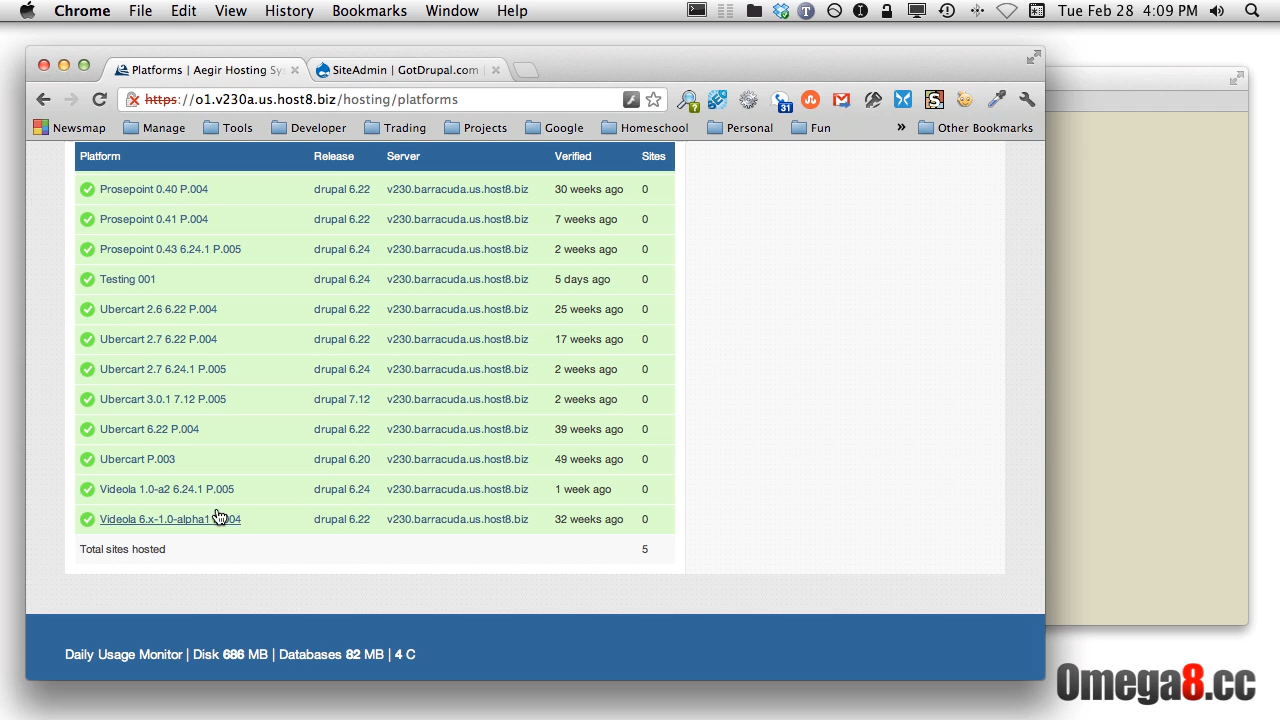 Chrome File Edit View History Bookmarks Window Help Tue Feb 28 4:09 PM
Platforms | Aegir Hosting Sy SiteAdmin | GotDrupal.com
https://o1.v230a.us.host8.biz/hosting/platforms
Newsmap Manage Tools Developer Trading Projects Google Homeschool Personal Fun » Other Bookmarks
Platform Release Server Verified Sites
Prosepoint 0.40 P.004 drupal 6.22 v230.barracuda.us.host8.biz 30 weeks ago 0
Prosepoint 0.41 P.004 drupal 6.22 v230.barracuda.us.host8.biz 7 weeks ago 0
Prosepoint 0.43 6.24.1 P.005 drupal 6.24 v230.barracuda.us.host8.biz 2 weeks ago 0
Testing 001 drupal 6.24 v230.barracuda.us.host8.biz 5 days ago 0
Ubercart 2.6 6.22 P.004 drupal 6.22 v230.barracuda.us.host8.biz 25 weeks ago 0
Ubercart 2.7 6.22 P.004 drupal 6.22 v230.barracuda.us.host8.biz 17 weeks ago 0
Ubercart 2.7 6.24.1 P.005 drupal 6.24 v230.barracuda.us.host8.biz 2 weeks ago 0
Ubercart 3.0.1 7.12 P.005 drupal 7.12 v230.barracuda.us.host8.biz 2 weeks ago 0
Ubercart 6.22 P.004 drupal 6.22 v230.barracuda.us.host8.biz 39 weeks ago 0
Ubercart P.003 drupal 6.20 v230.barracuda.us.host8.biz 49 weeks ago 0
Videola 1.0-a2 6.24.1 P.005 drupal 6.24 v230.barracuda.us.host8.biz 1 week ago 0
Videola 6.x-1.0-alpha1 04 drupal 6.22 v230.barracuda.us.host8.biz 32 weeks ago 0
Total sites hosted 5
Daily Usage Monitor | Disk 686 MB | Databases 82 MB | 4 C
Omega8.cc